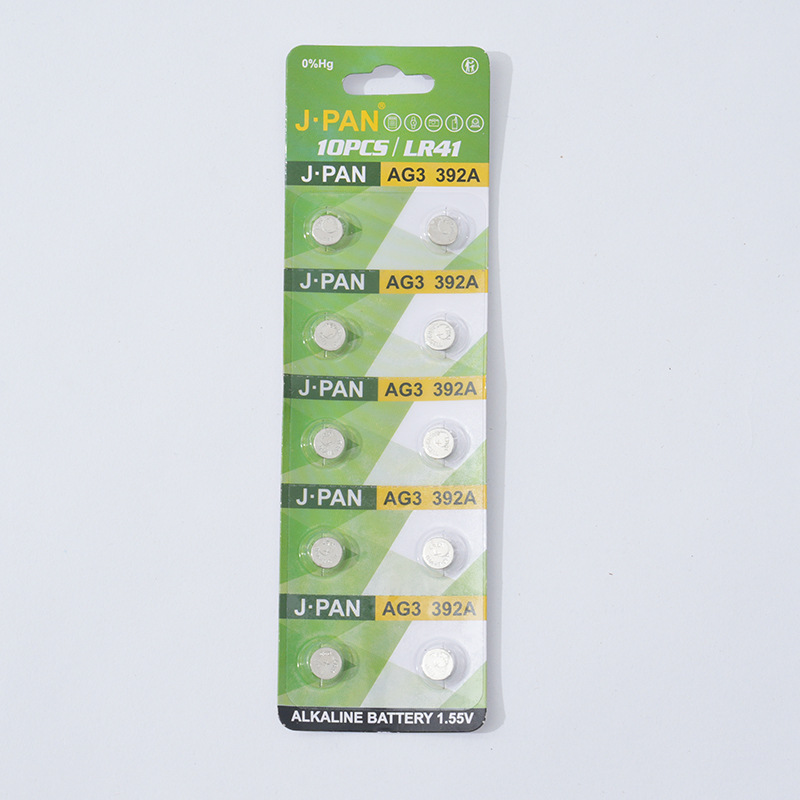 0%Hg
J·PAN®
10PCS/LR41
J·PAN AG3 392A
J·PAN AG3 392A
J·PAN AG3 392A
J·PAN AG3 392A
J·PAN AG3 392A
ALKALINE BATTERY 1.55V